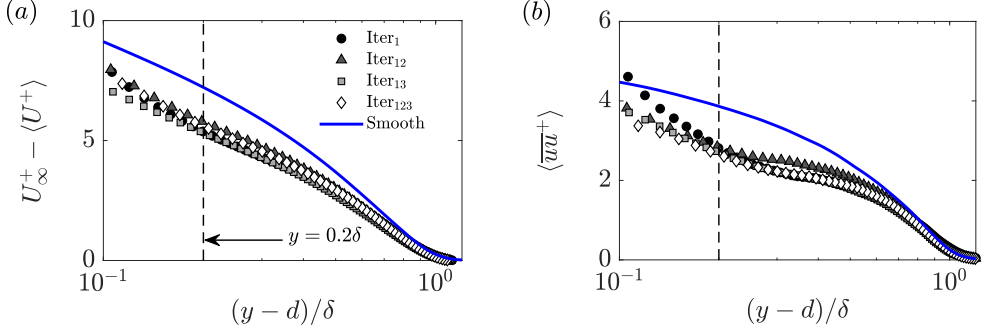 (a)
10
5
0
U∞⁺ − ⟨U⁺⟩
Iter₁
Iter₁₂
Iter₁₃
Iter₁₂₃
Smooth
y = 0.2δ
10⁻¹
10⁰
(y − d)/δ
(b)
6
4
2
0
⟨u̅u̅⁺⟩
10⁻¹
10⁰
(y − d)/δ